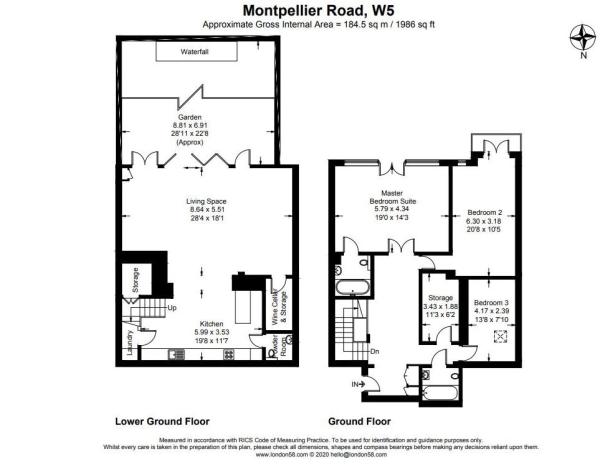 Montpellier Road, W5
Approximate Gross Internal Area = 184.5 sq m / 1986 sq ft
N
Waterfall
Garden
8.81 x 6.91
28'11 x 22'8
(Approx)
Living Space
8.64 x 5.51
28'4 x 18'1
Storage
Up
Laundry
Kitchen
5.99 x 3.53
19'8 x 11'7
Wine Cellar
& Storage
Powder
Room
Master
Bedroom Suite
5.79 x 4.34
19'0 x 14'3
Bedroom 2
6.30 x 3.18
20'8 x 10'5
Storage
3.43 x 1.88
11'3 x 6'2
Bedroom 3
4.17 x 2.39
13'8 x 7'10
Dn
IN
Lower Ground Floor
Ground Floor
Measured in accordance with RICS Code of Measuring Practice. To be used for identification and guidance purposes only.
Whilst every care is taken in the preparation of this plan, please check all dimensions, shapes and compass bearings before making any decisions reliant upon them.
www.london58.com © 2020 hello@london58.com